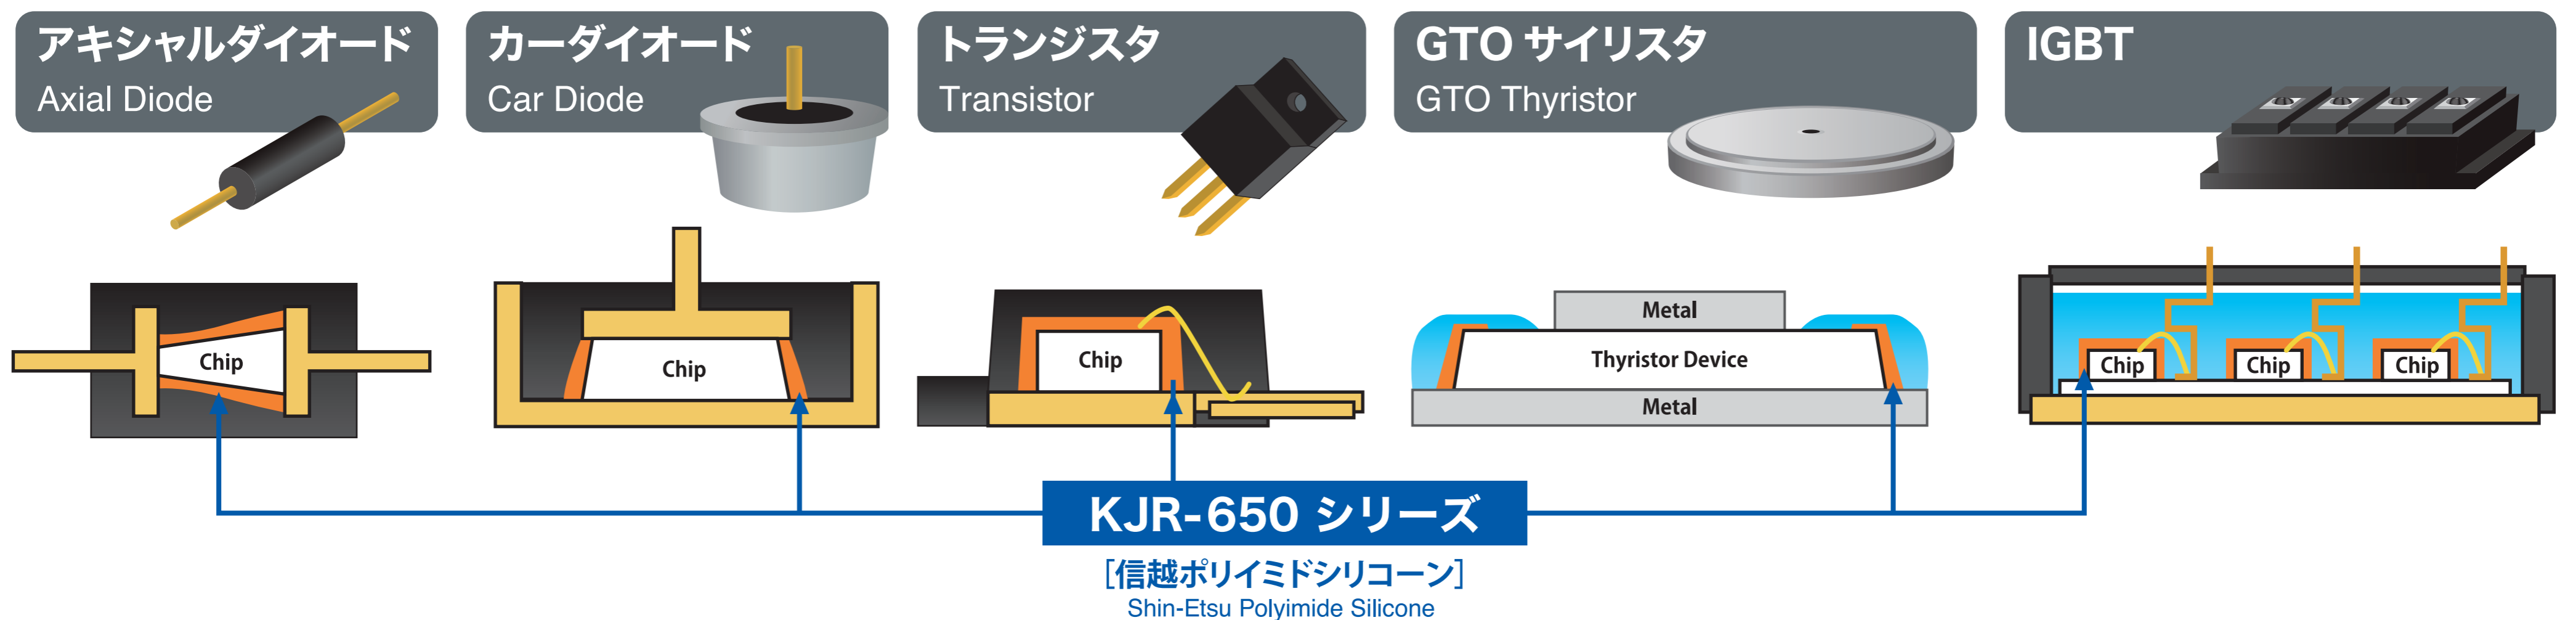 アキシャルダイオード
Axial Diode
カーダイオード
Car Diode
トランジスタ
Transistor
GTO サイリスタ
GTO Thyristor
IGBT
Chip
Chip
Chip
Metal
Thyristor Device
Metal
Chip
Chip
Chip
KJR-650 シリーズ
[信越ポリイミドシリコーン]
Shin-Etsu Polyimide Silicone